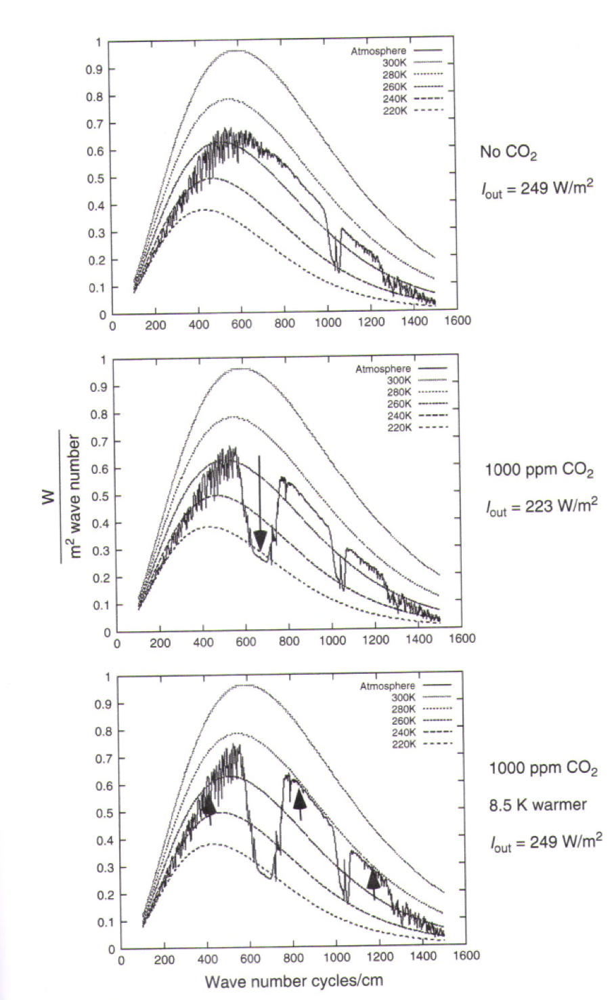 1
0.9
0.8
0.7
0.6
0.5
0.4
0.3
0.2
0.1
0
0 200 400 600 800 1000 1200 1400 1600
Atmosphere
300K
280K
260K
240K
220K
No CO₂
I_out = 249 W/m²
1
0.9
0.8
0.7
0.6
0.5
0.4
0.3
0.2
0.1
0
0 200 400 600 800 1000 1200 1400 1600
Atmosphere
300K
280K
260K
240K
220K
W
m² wave number
1000 ppm CO₂
I_out = 223 W/m²
1
0.9
0.8
0.7
0.6
0.5
0.4
0.3
0.2
0.1
0
0 200 400 600 800 1000 1200 1400 1600
Atmosphere
300K
280K
260K
240K
220K
1000 ppm CO₂
8.5 K warmer
I_out = 249 W/m²
Wave number cycles/cm